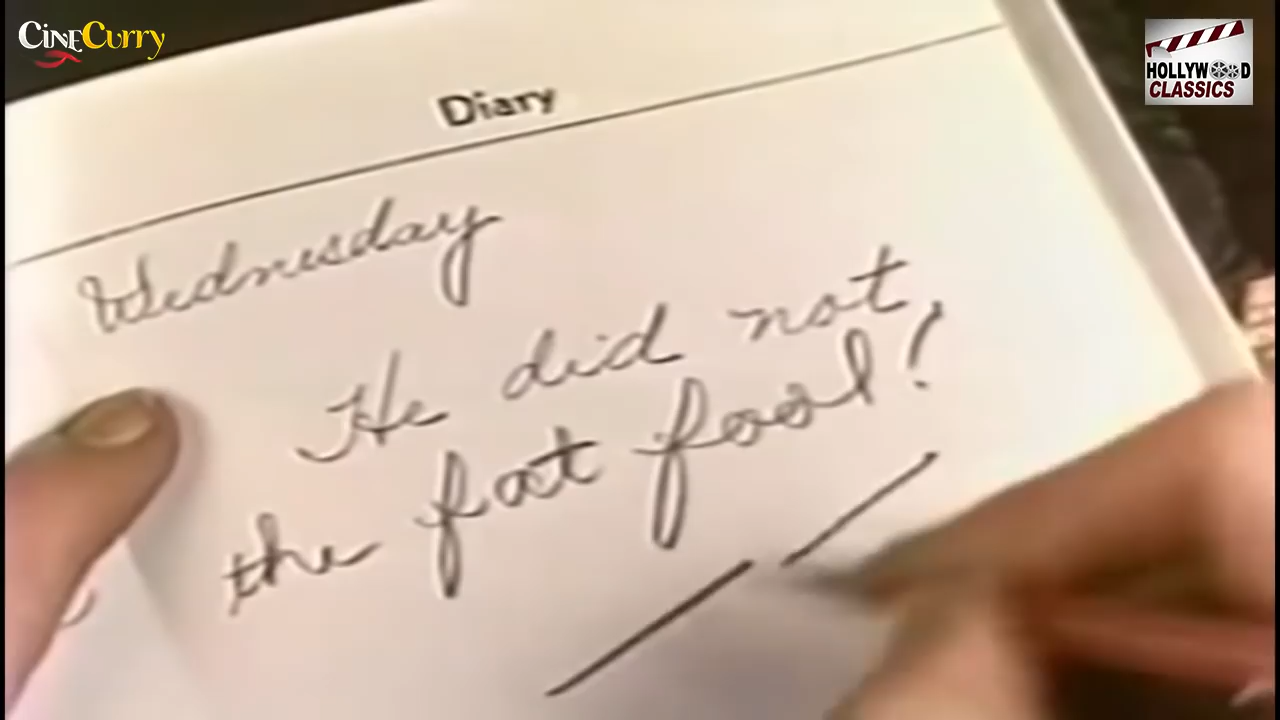 CineCurry
HOLLYWOOD
CLASSICS
Diary
Wednesday
He did not,
the fat fool!